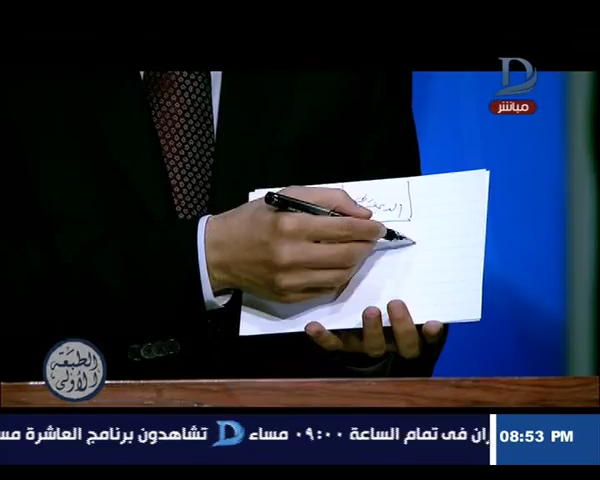 مباشر
الطبعة
الأولى
ران فى تمام الساعة ٠٩:٠٠ مساء D تشاهدون برنامج العاشرة مس
08:53 PM